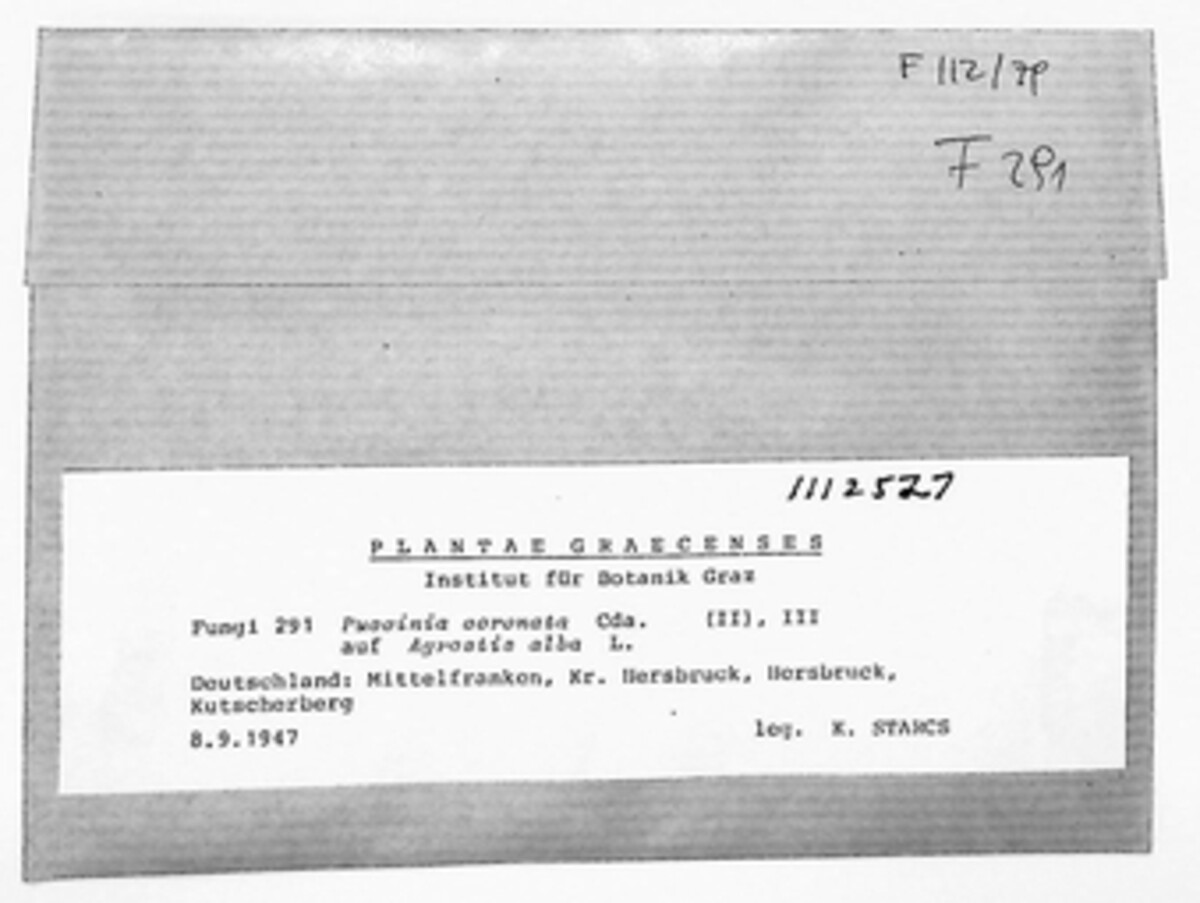 F 112/79
F 291
1112527
PLANTAE GRAECENSES
Institut für Botanik Graz
Fungi 291 Puccinia coronata Cda. (II), III
auf Agrostis alba L.
Deutschland: Mittelfranken, Kr. Hersbruck, Hersbruck,
Kutscherberg
8.9.1947 leg. K. STARCS